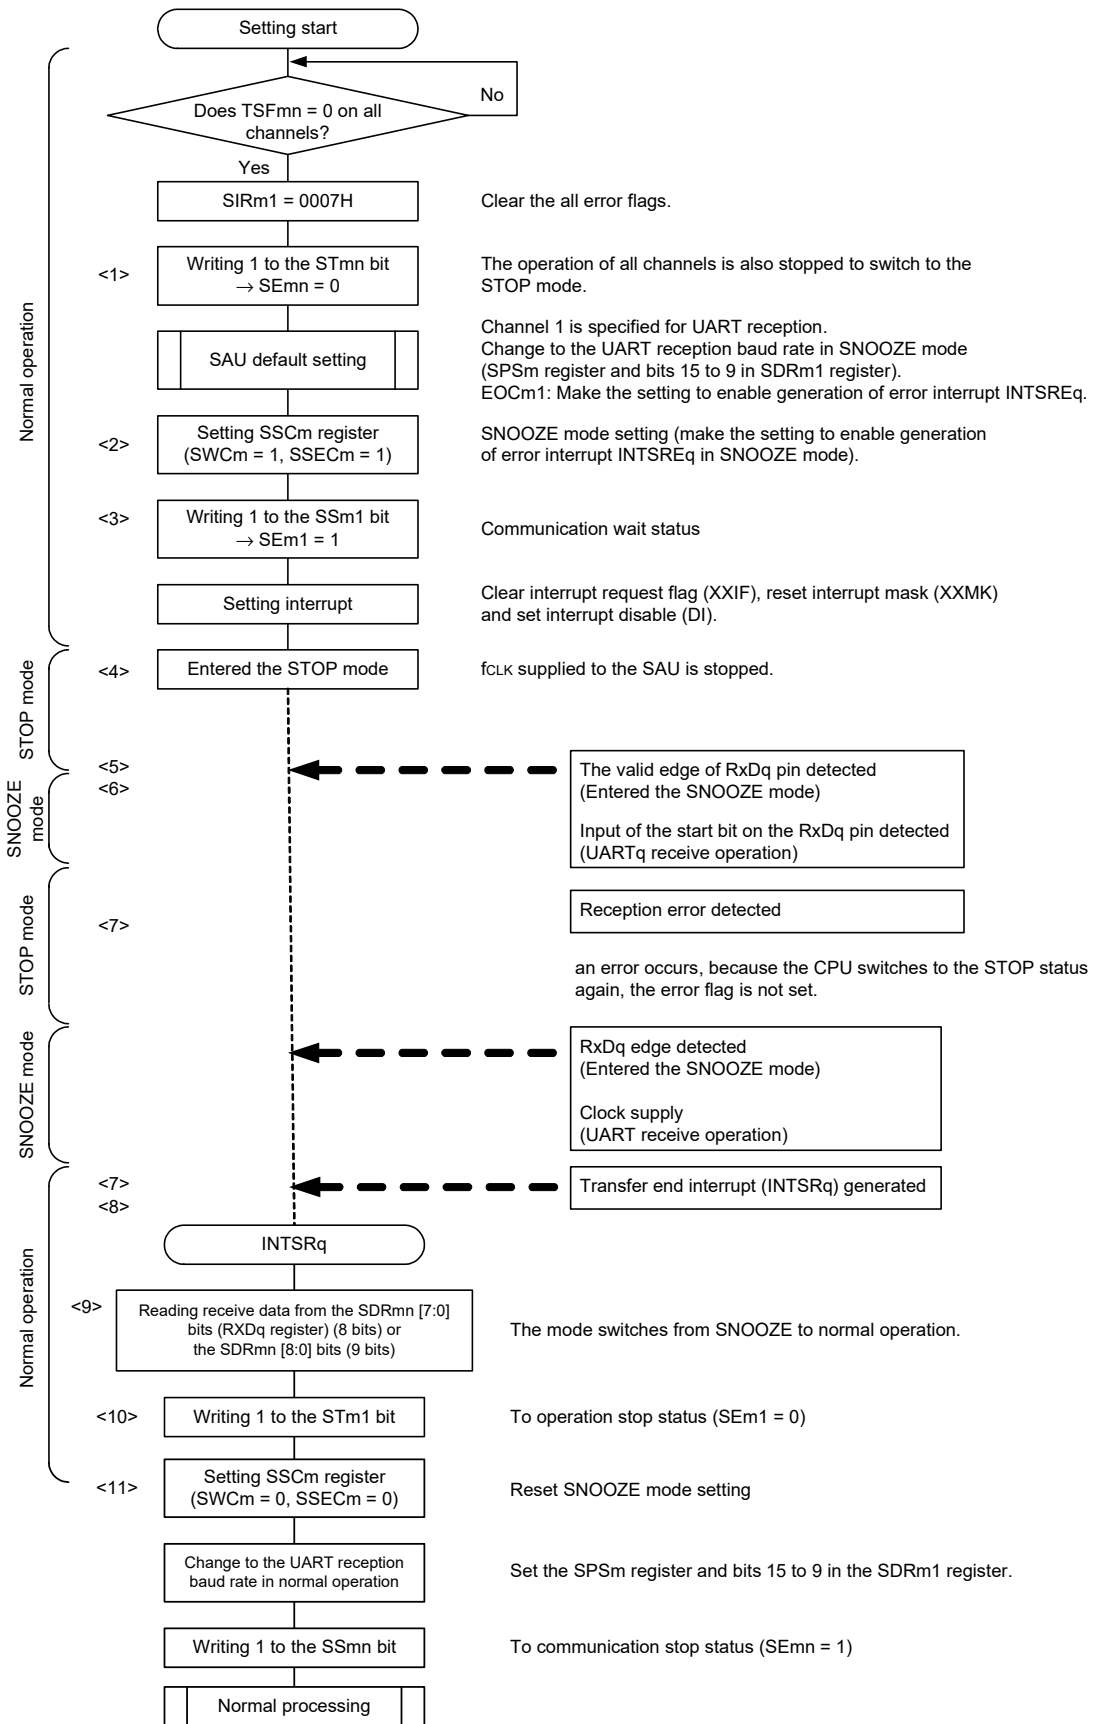 Setting start
No
Does TSFmn = 0 on all
channels?
Yes
SIRm1 = 0007H
Clear the all error flags.
<1>
Writing 1 to the STmn bit
→ SEmn = 0
The operation of all channels is also stopped to switch to the
STOP mode.
Normal operation
SAU default setting
Channel 1 is specified for UART reception.
Change to the UART reception baud rate in SNOOZE mode
(SPSm register and bits 15 to 9 in SDRm1 register).
EOCm1: Make the setting to enable generation of error interrupt INTSREq.
<2>
Setting SSCm register
(SWCm = 1, SSECm = 1)
SNOOZE mode setting (make the setting to enable generation
of error interrupt INTSREq in SNOOZE mode).
<3>
Writing 1 to the SSm1 bit
→ SEm1 = 1
Communication wait status
Setting interrupt
Clear interrupt request flag (XXIF), reset interrupt mask (XXMK)
and set interrupt disable (DI).
STOP mode
<4>
Entered the STOP mode
fCLK supplied to the SAU is stopped.
<5>
<6>
SNOOZE
mode
The valid edge of RxDq pin detected
(Entered the SNOOZE mode)
Input of the start bit on the RxDq pin detected
(UARTq receive operation)
STOP mode
<7>
Reception error detected
an error occurs, because the CPU switches to the STOP status
again, the error flag is not set.
SNOOZE mode
RxDq edge detected
(Entered the SNOOZE mode)
Clock supply
(UART receive operation)
<7>
<8>
Transfer end interrupt (INTSRq) generated
Normal operation
INTSRq
<9>
Reading receive data from the SDRmn [7:0]
bits (RXDq register) (8 bits) or
the SDRmn [8:0] bits (9 bits)
The mode switches from SNOOZE to normal operation.
<10>
Writing 1 to the STm1 bit
To operation stop status (SEm1 = 0)
<11>
Setting SSCm register
(SWCm = 0, SSECm = 0)
Reset SNOOZE mode setting
Change to the UART reception
baud rate in normal operation
Set the SPSm register and bits 15 to 9 in the SDRm1 register.
Writing 1 to the SSmn bit
To communication stop status (SEmn = 1)
Normal processing